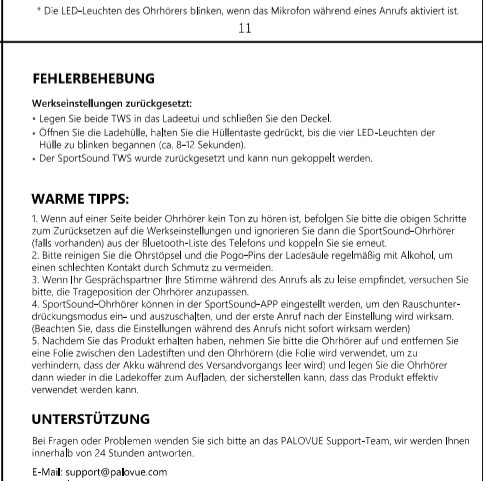 * Die LED-Leuchten des Ohrhörers blinken, wenn das Mikrofon während eines Anrufs aktiviert ist.
11
FEHLERBEHEBUNG
Werkseinstellungen zurückgesetzt:
• Legen Sie beide TWS in das Ladeetui und schließen Sie den Deckel.
• Öffnen Sie die Ladehülle, halten Sie die Hüllentaste gedrückt, bis die vier LED-Leuchten der
Hülle zu blinken begannen (ca. 8-12 Sekunden).
• Der SportSound TWS wurde zurückgesetzt und kann nun gekoppelt werden.
WARME TIPPS:
1. Wenn auf einer Seite beider Ohrhörer kein Ton zu hören ist, befolgen Sie bitte die obigen Schritte
zum Zurücksetzen auf die Werkseinstellungen und ignorieren Sie dann die SportSound-Ohrhörer
(falls vorhanden) aus der Bluetooth-Liste des Telefons und koppeln Sie sie erneut.
2. Bitte reinigen Sie die Ohrstöpsel und die Pogo-Pins der Ladesäule regelmäßig mit Alkohol, um
einen schlechten Kontakt durch Schmutz zu vermeiden.
3. Wenn Ihr Gesprächspartner Ihre Stimme während des Anrufs als zu leise empfindet, versuchen Sie
bitte, die Trageposition der Ohrhörer anzupassen.
4. SportSound-Ohrhörer können in der SportSound-APP eingestellt werden, um den Rauschunter-
drückungsmodus ein- und auszuschalten, und der erste Anruf nach der Einstellung wird wirksam.
(Beachten Sie, dass die Einstellungen während des Anrufs nicht sofort wirksam werden)
5. Nachdem Sie das Produkt erhalten haben, nehmen Sie bitte die Ohrhörer auf und entfernen Sie
eine Folie zwischen den Ladestiften und den Ohrhörern (die Folie wird verwendet, um zu
verhindern, dass der Akku während des Versandvorgangs leer wird) und legen Sie die Ohrhörer
dann wieder in die Ladekoffer zum Aufladen, der sicherstellen kann, dass das Produkt effektiv
verwendet werden kann.
UNTERSTÜTZUNG
Bei Fragen oder Problemen wenden Sie sich bitte an das PALOVUE Support-Team, wir werden Ihnen
innerhalb von 24 Stunden antworten.
E-Mail: support@palovue.com